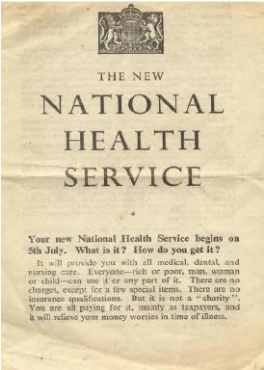 THE NEW
NATIONAL
HEALTH
SERVICE
Your new National Health Service begins on
5th July. What is it? How do you get it?
It will provide you with all medical, dental, and
nursing care. Everyone—rich or poor, man, woman
or child—can use it or any part of it. There are no
charges, except for a few special items. There are no
insurance qualifications. But it is not a "charity".
You are all paying for it, mainly as taxpayers, and
it will relieve your money worries in time of illness.